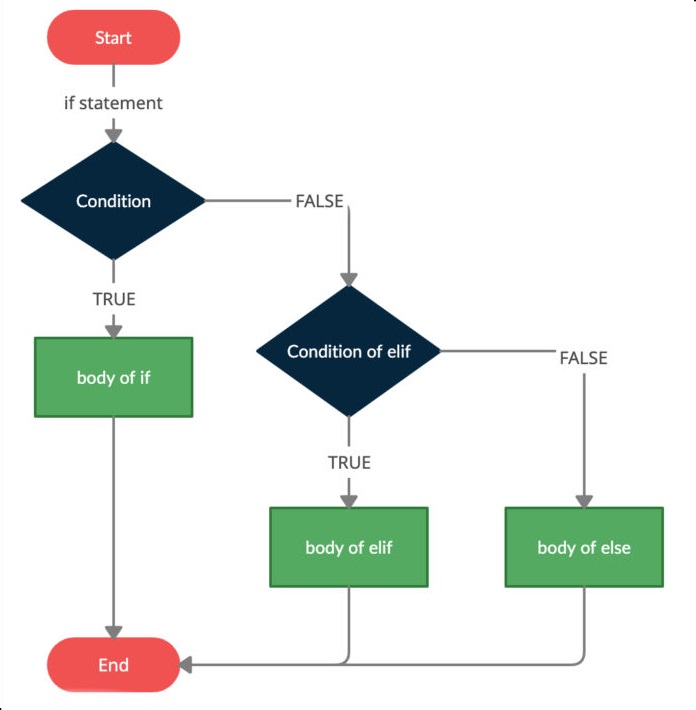 Start
if statement
Condition
FALSE
TRUE
Condition of elif
FALSE
body of if
TRUE
body of elif
body of else
End